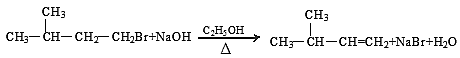 CH₃ CH₃
C₂H₅OH
CH₃—CH—CH₂—CH₂Br+NaOH → CH₃—CH—CH=CH₂+NaBr+H₂O
△